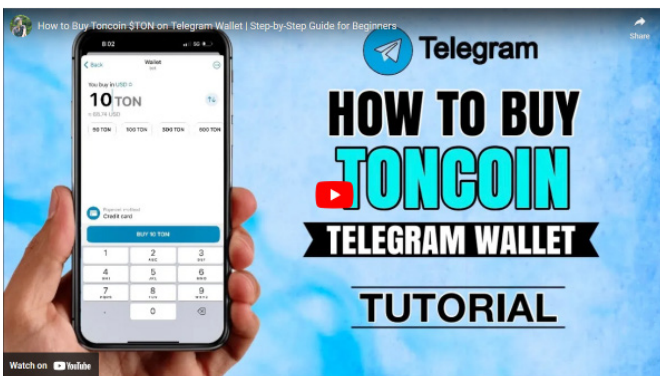 How to Buy Toncoin $TON on Telegram Wallet | Step-by-Step Guide for Beginners
Share
8:02
Back
Wallet
You buy in USD
10 TON
50 TON
100 TON
300 TON
Credit card
BUY 10 TON
1
2
3
4
5
6
7
8
9
0
Telegram
HOW TO BUY
TONCOIN
TELEGRAM WALLET
TUTORIAL
Watch on YouTube